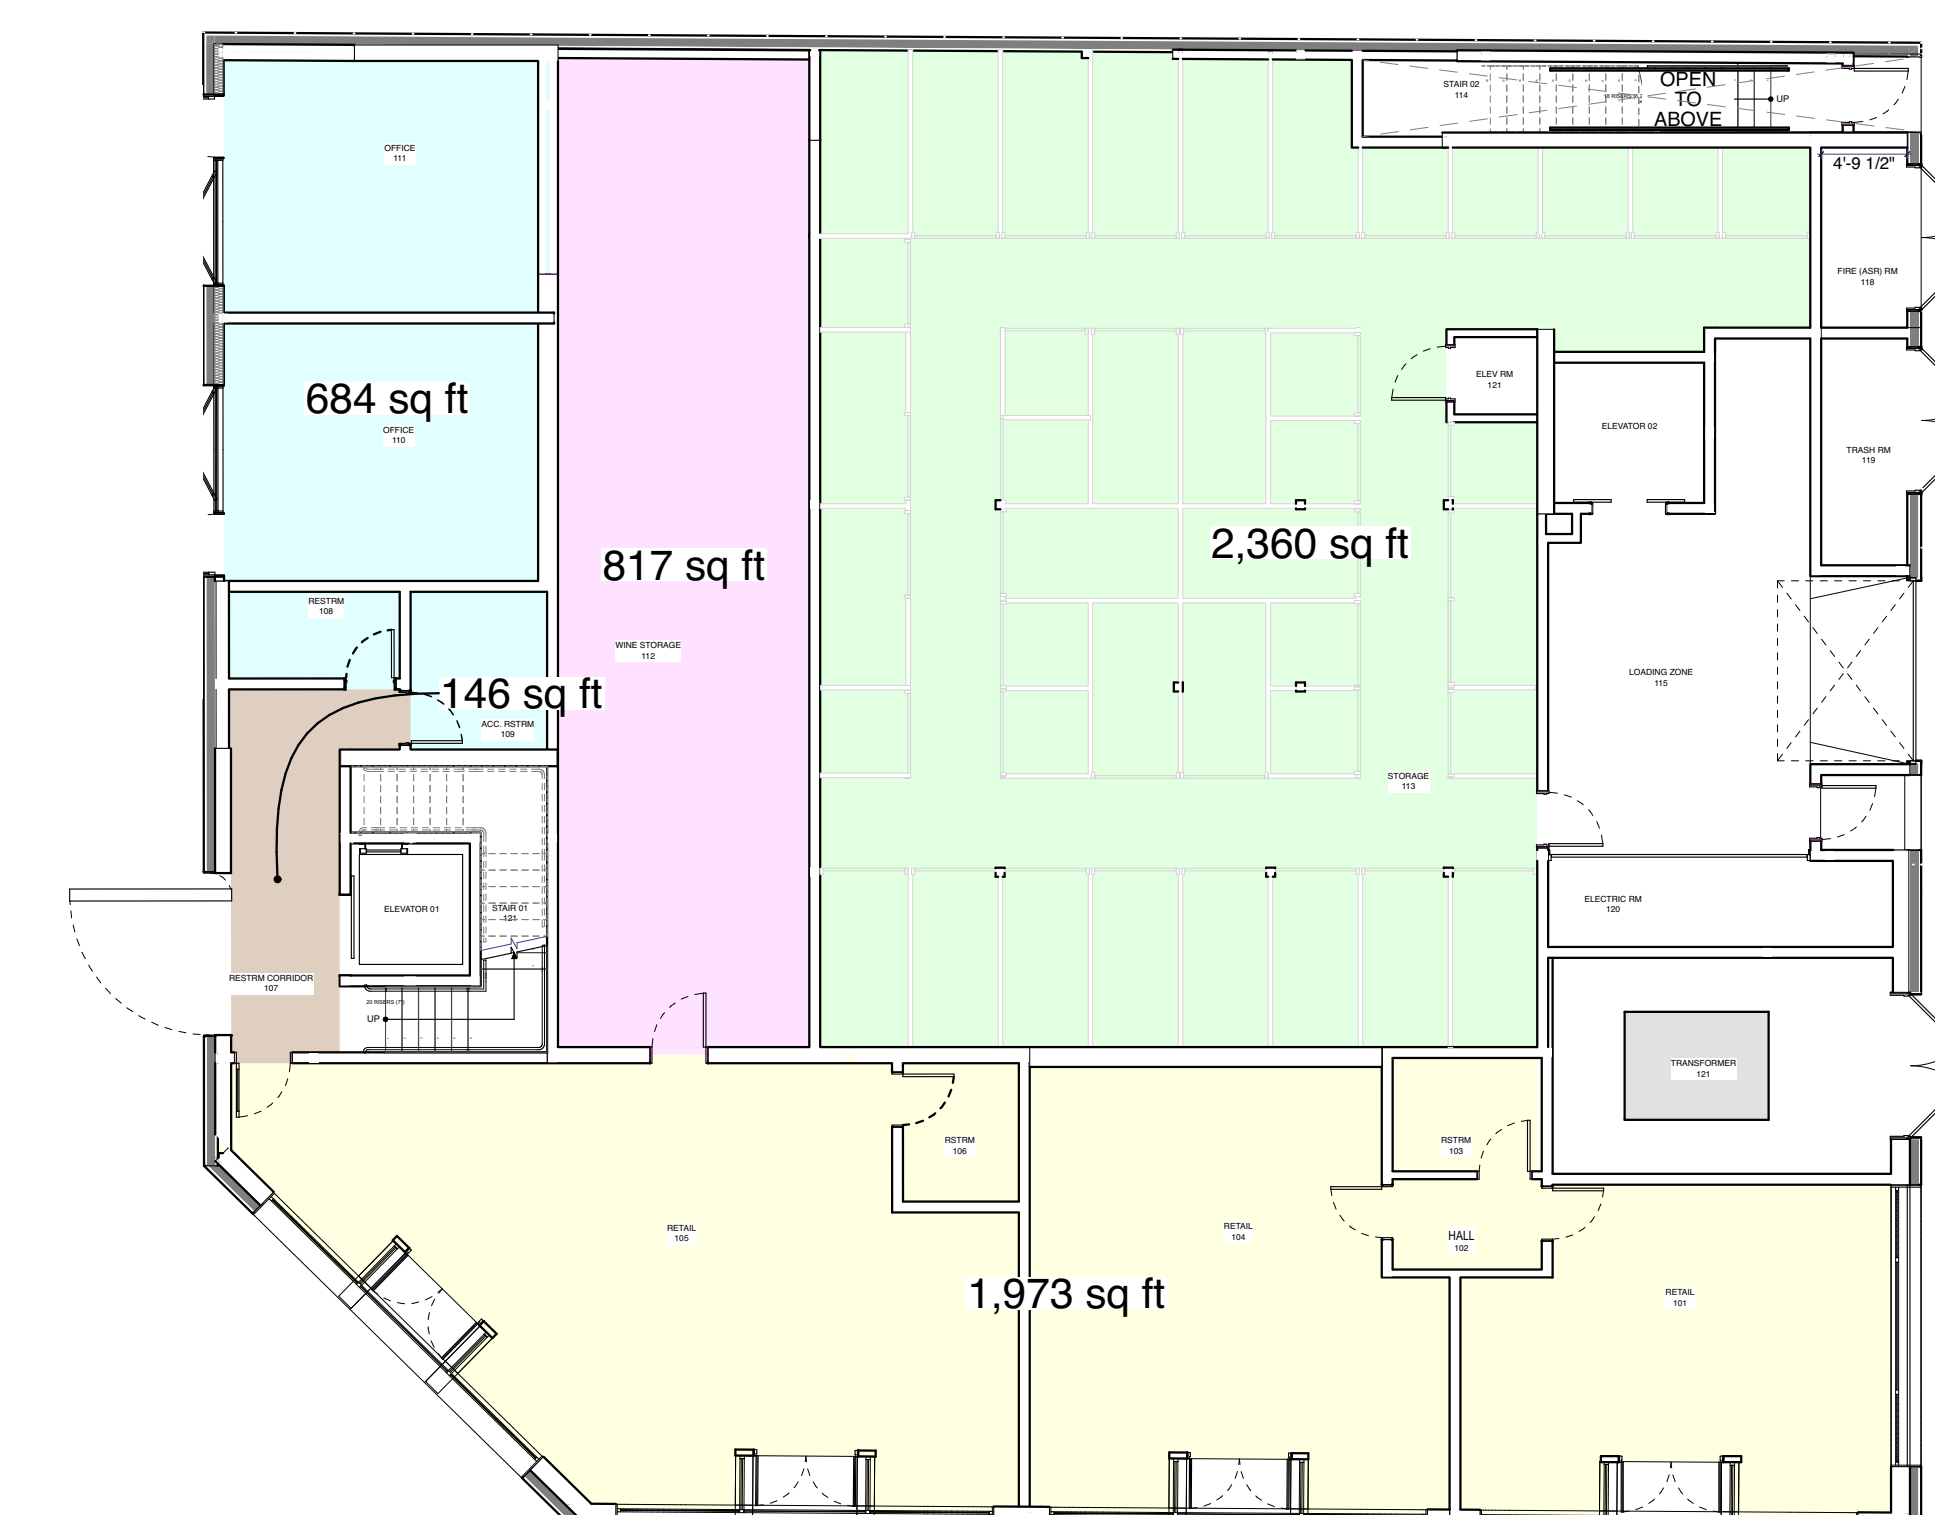 OPEN
TO
ABOVE
STAIR 02
114
UP
4'-9 1/2"
OFFICE
111
FIRE (ASR) RM
118
ELEV RM
121
684 sq ft
OFFICE
110
ELEVATOR 02
TRASH RM
119
2,360 sq ft
817 sq ft
RESTRM
108
WINE STORAGE
112
LOADING ZONE
115
146 sq ft
ACC. RSTRM
109
STORAGE
113
ELEVATOR 01
STAIR 01
121
ELECTRIC RM
120
RESTRM CORRIDOR
107
20 RISERS (7")
UP
TRANSFORMER
121
RSTRM
106
RSTRM
103
RETAIL
105
RETAIL
104
HALL
102
1,973 sq ft
RETAIL
101